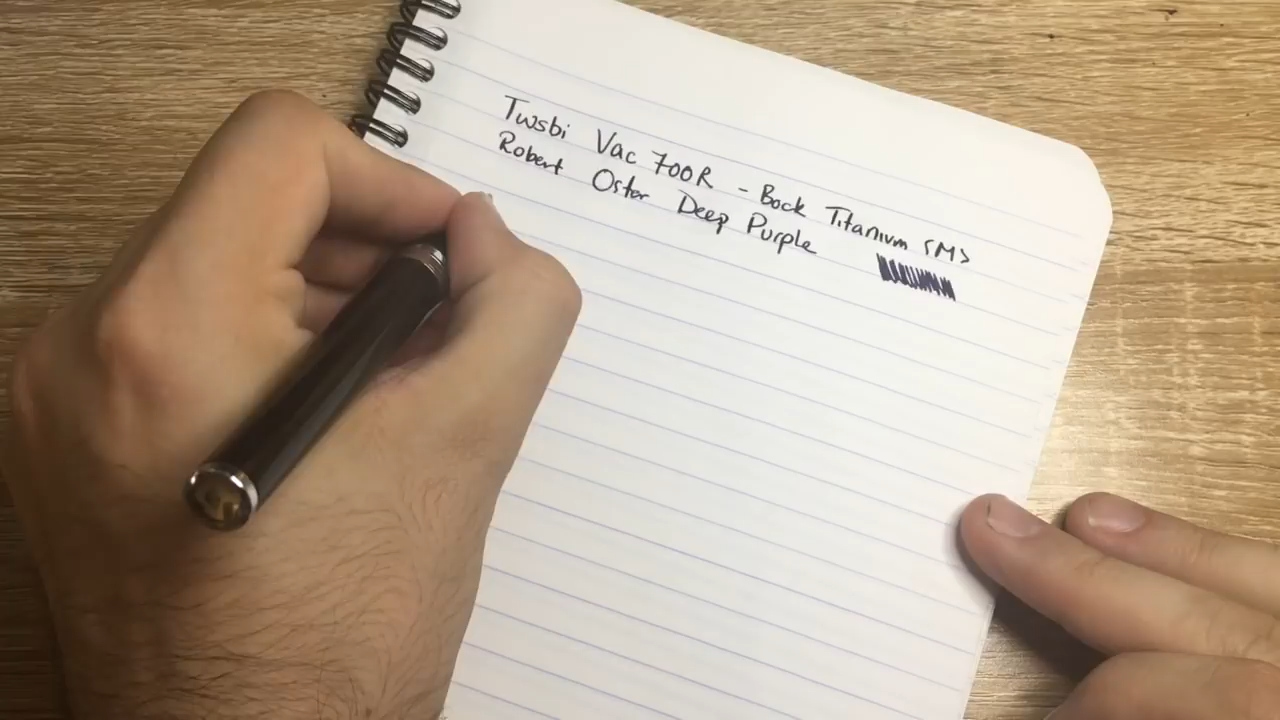 Twsbi Vac 700R - Bock Titanium <M>
Robert Oster Deep Purple